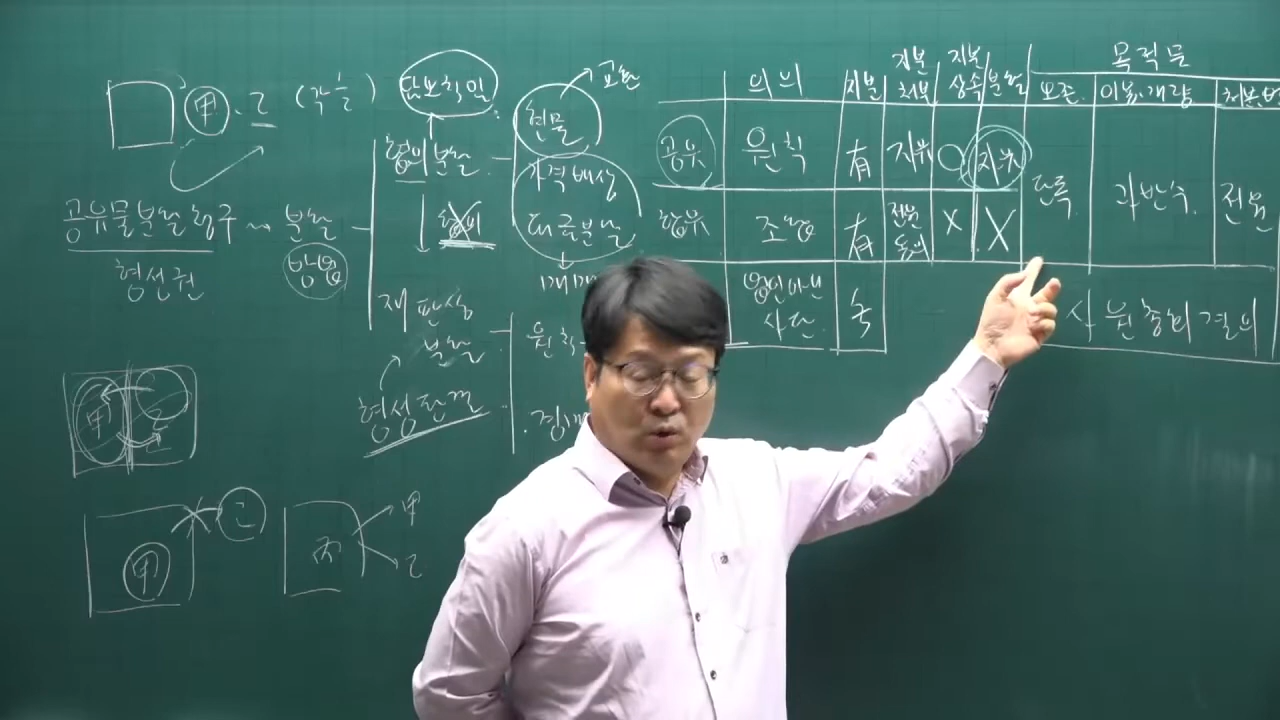 甲. 乙 (각 ½)
담보책임
현물 → 교환
협의분할
가격배상
대금분할
협의
공유물분할청구 → 분할
형성권
방법
재판상
분할
원칙
형성판결
甲 乙
甲 乙
丙 甲 乙
목적물
의의 지분 지분처분 지분상속 분할 보존 이용.개량 처분.변
공유 원칙 有 자유 ○ 자유 단독 과반수 전원
합유 조합 有 전원동의 X X
법인아닌
사단
사원총회결의